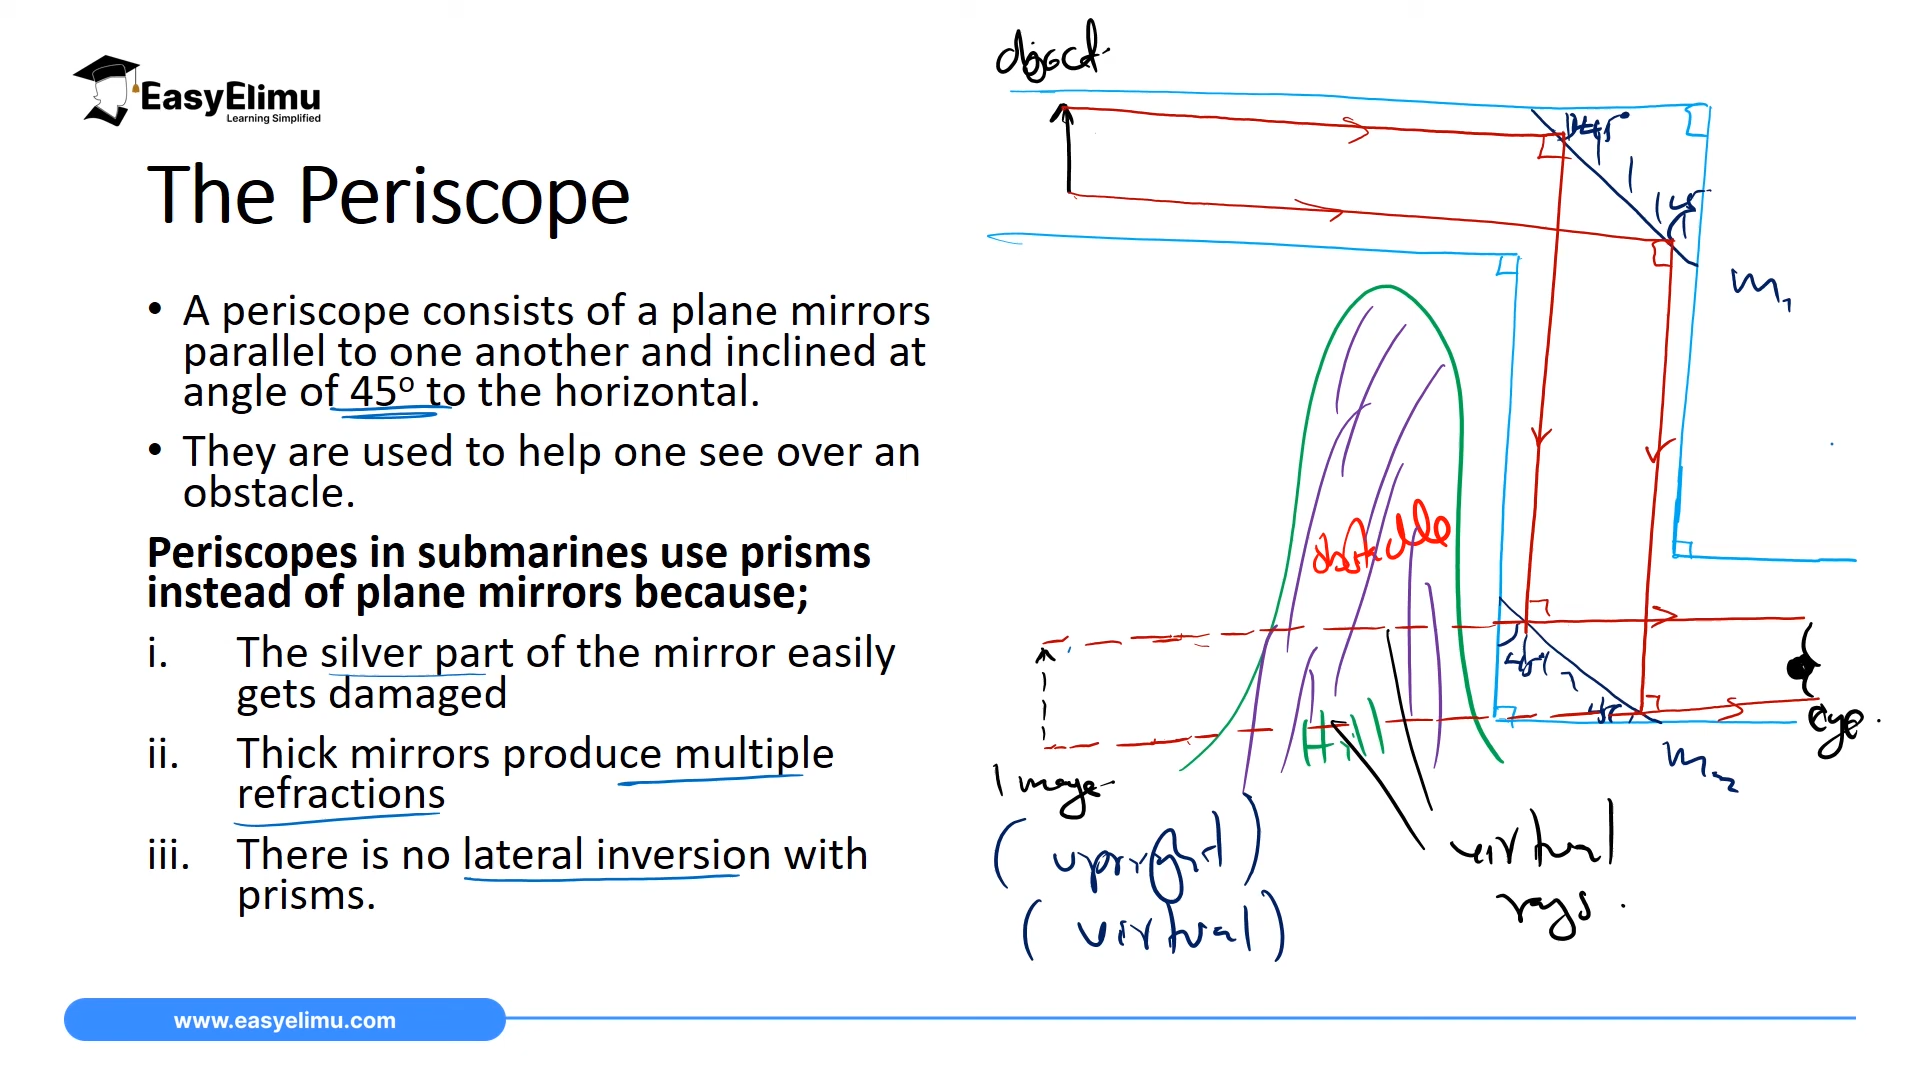 EasyElimu
Learning Simplified
The Periscope
• A periscope consists of a plane mirrors
parallel to one another and inclined at
angle of 45° to the horizontal.
• They are used to help one see over an
obstacle.
Periscopes in submarines use prisms
instead of plane mirrors because;
i. The silver part of the mirror easily
gets damaged
ii. Thick mirrors produce multiple
refractions
iii. There is no lateral inversion with
prisms.
www.easyelimu.com
object
45°
45
M₁
obstacle
45
45
eye.
M₂
Hill
Image
(upright)
(virtual)
virtual
rays.